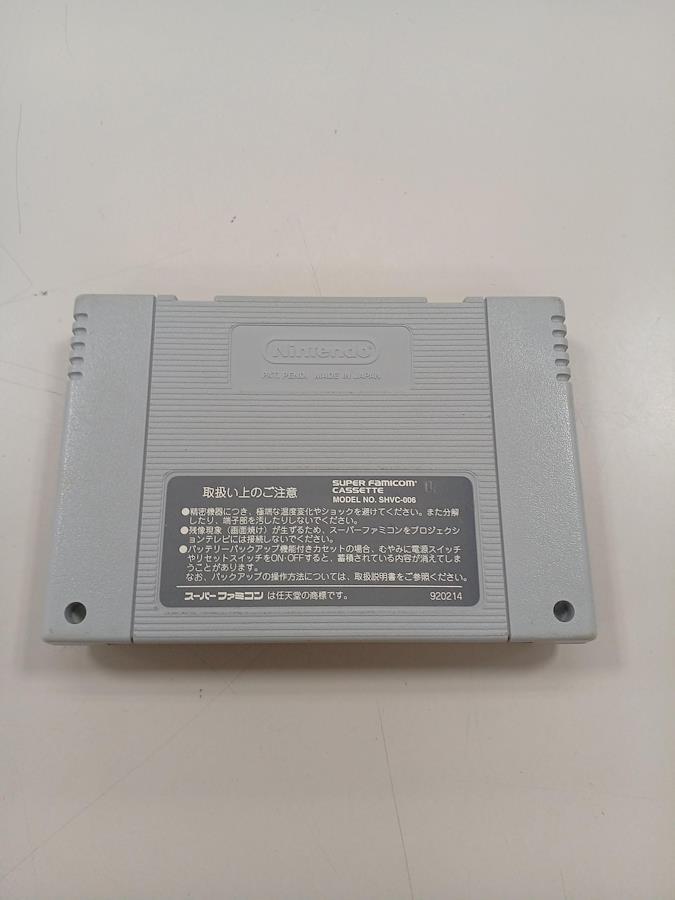 Nintendo
PAT. PEND. MADE IN JAPAN
取扱い上のご注意
SUPER FAMICOM
CASSETTE
MODEL NO. SHVC-006
●精密機器につき、極端な温度変化やショックを避けてください。また分解
したり、端子部を汚したりしないでください。
●残像現象（画面焼け）が生ずるため、スーパーファミコンをプロジェクシ
ョンテレビには接続しないでください。
●バッテリーバックアップ機能付きカセットの場合、むやみに電源スイッチ
やリセットスイッチをON・OFFすると、蓄積されている内容が消えてしま
うことがあります。
なお、バックアップの操作方法については、取扱説明書をご参照ください。
スーパーファミコン は任天堂の商標です。 920214